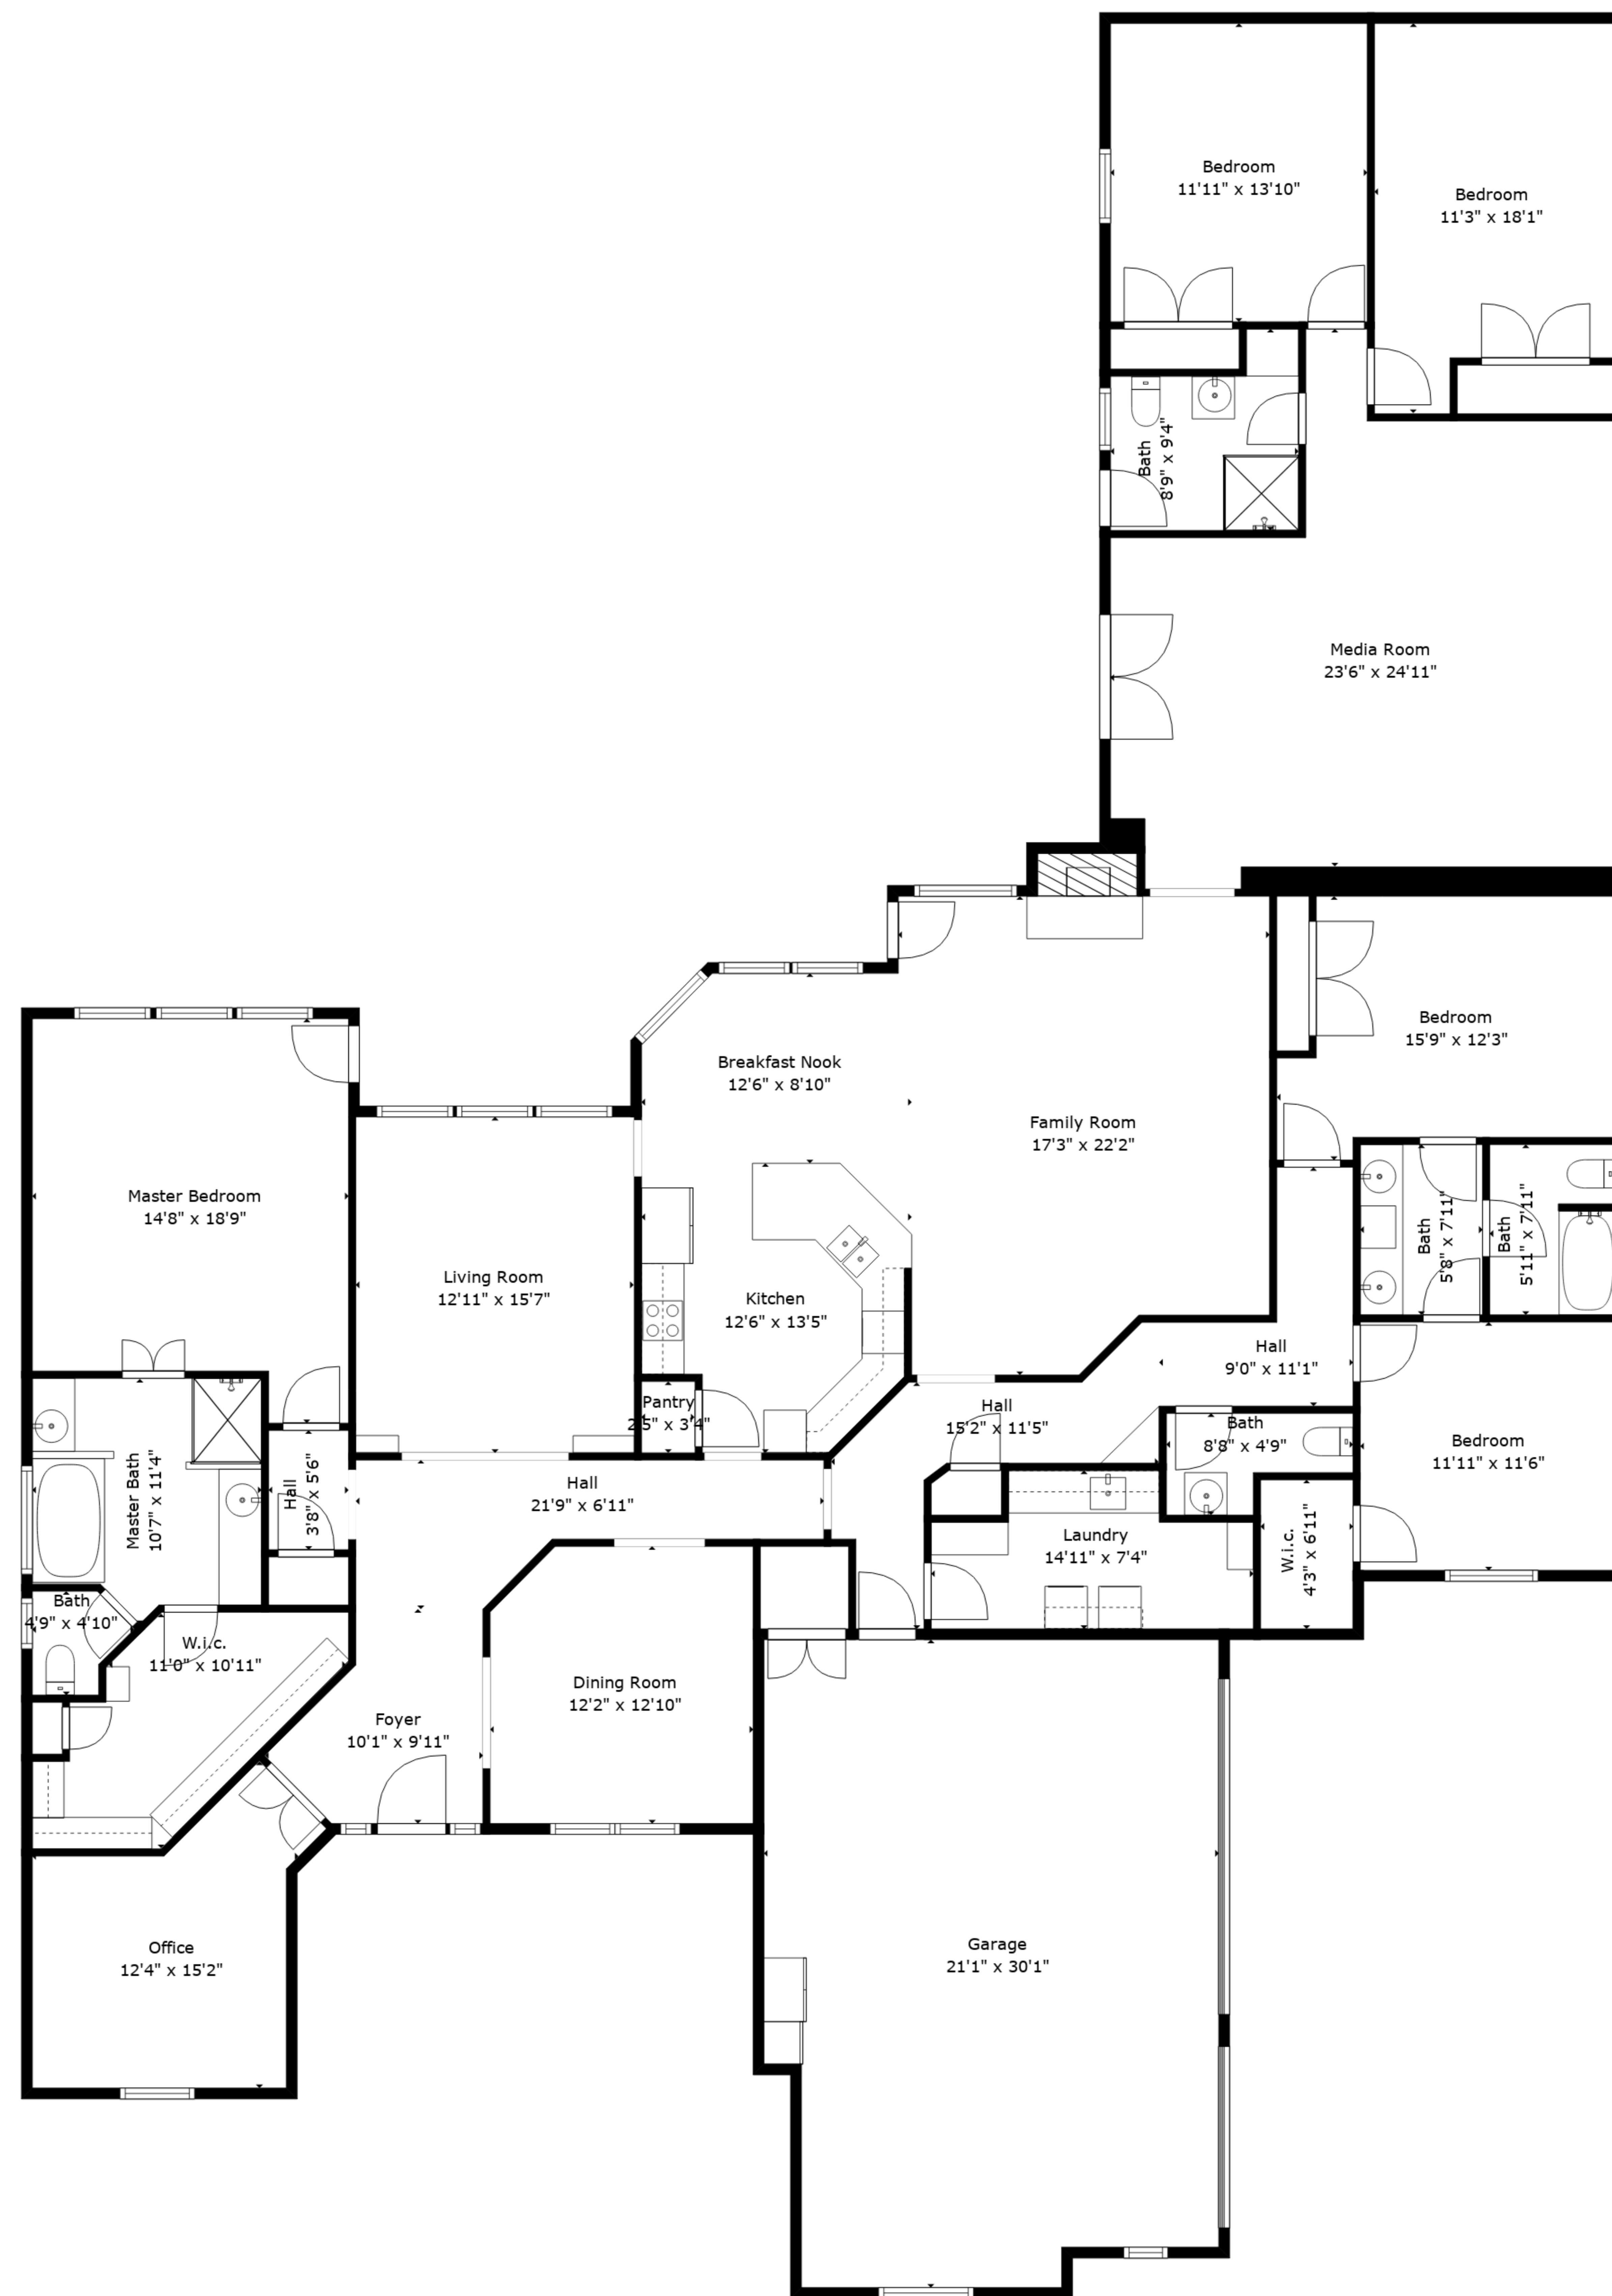 Bedroom
11'11" x 13'10"
Bedroom
11'3" x 18'1"
Bath
8'9" x 9'4"
Media Room
23'6" x 24'11"
Bedroom
15'9" x 12'3"
Breakfast Nook
12'6" x 8'10"
Family Room
17'3" x 22'2"
Master Bedroom
14'8" x 18'9"
Living Room
12'11" x 15'7"
Kitchen
12'6" x 13'5"
Bath
5'8" x 7'11"
Bath
5'11" x 7'11"
Hall
9'0" x 11'1"
Pantry
2'5" x 3'4"
Hall
15'2" x 11'5"
Bath
8'8" x 4'9"
Bedroom
11'11" x 11'6"
Master Bath
10'7" x 11'4"
Hall
3'8" x 5'6"
Hall
21'9" x 6'11"
Laundry
14'11" x 7'4"
W.i.c.
4'3" x 6'11"
Bath
4'9" x 4'10"
W.i.c.
11'0" x 10'11"
Foyer
10'1" x 9'11"
Dining Room
12'2" x 12'10"
Office
12'4" x 15'2"
Garage
21'1" x 30'1"